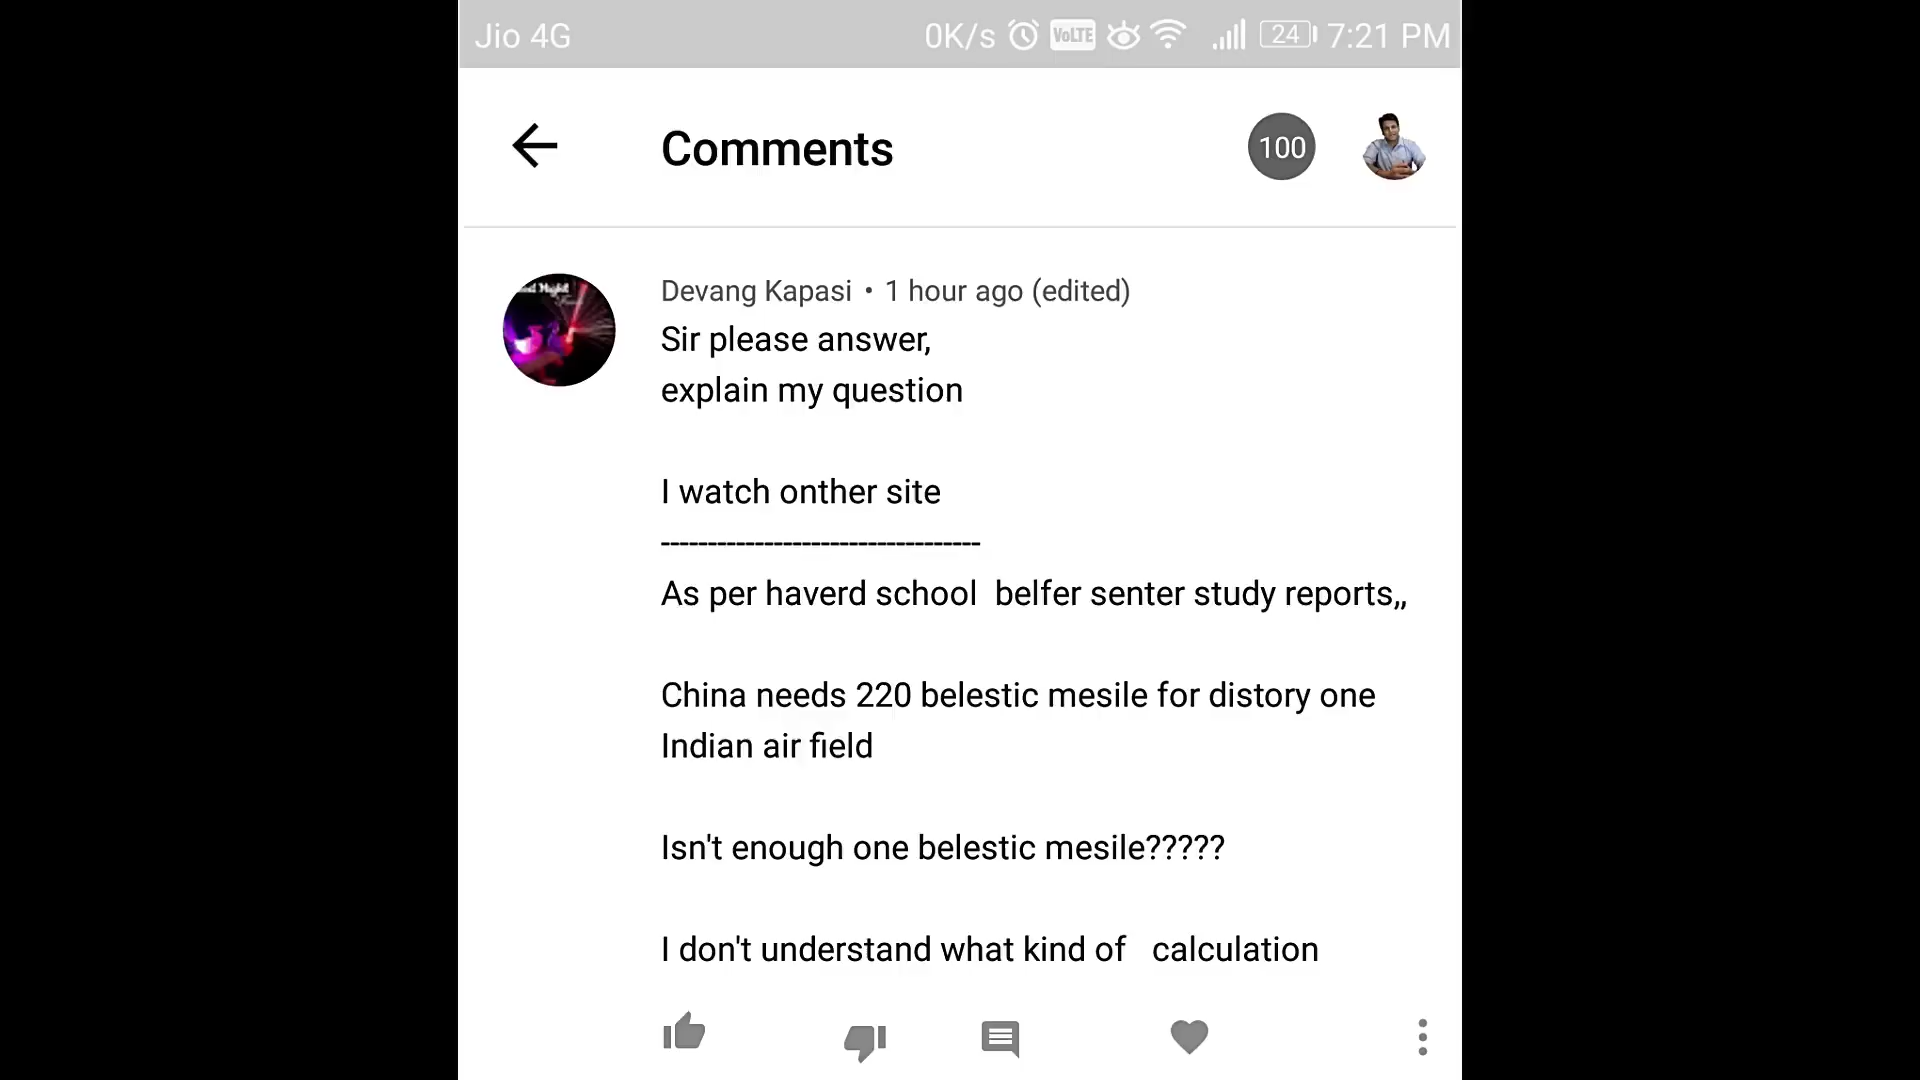 Jio 4G 0K/s VoLTE 24 7:21 PM
Comments 100
Devang Kapasi • 1 hour ago (edited)
Sir please answer,
explain my question
I watch onther site
----------------------------------
As per haverd school  belfer senter study reports,,
China needs 220 belestic mesile for distory one
Indian air field
Isn't enough one belestic mesile?????
I don't understand what kind of   calculation